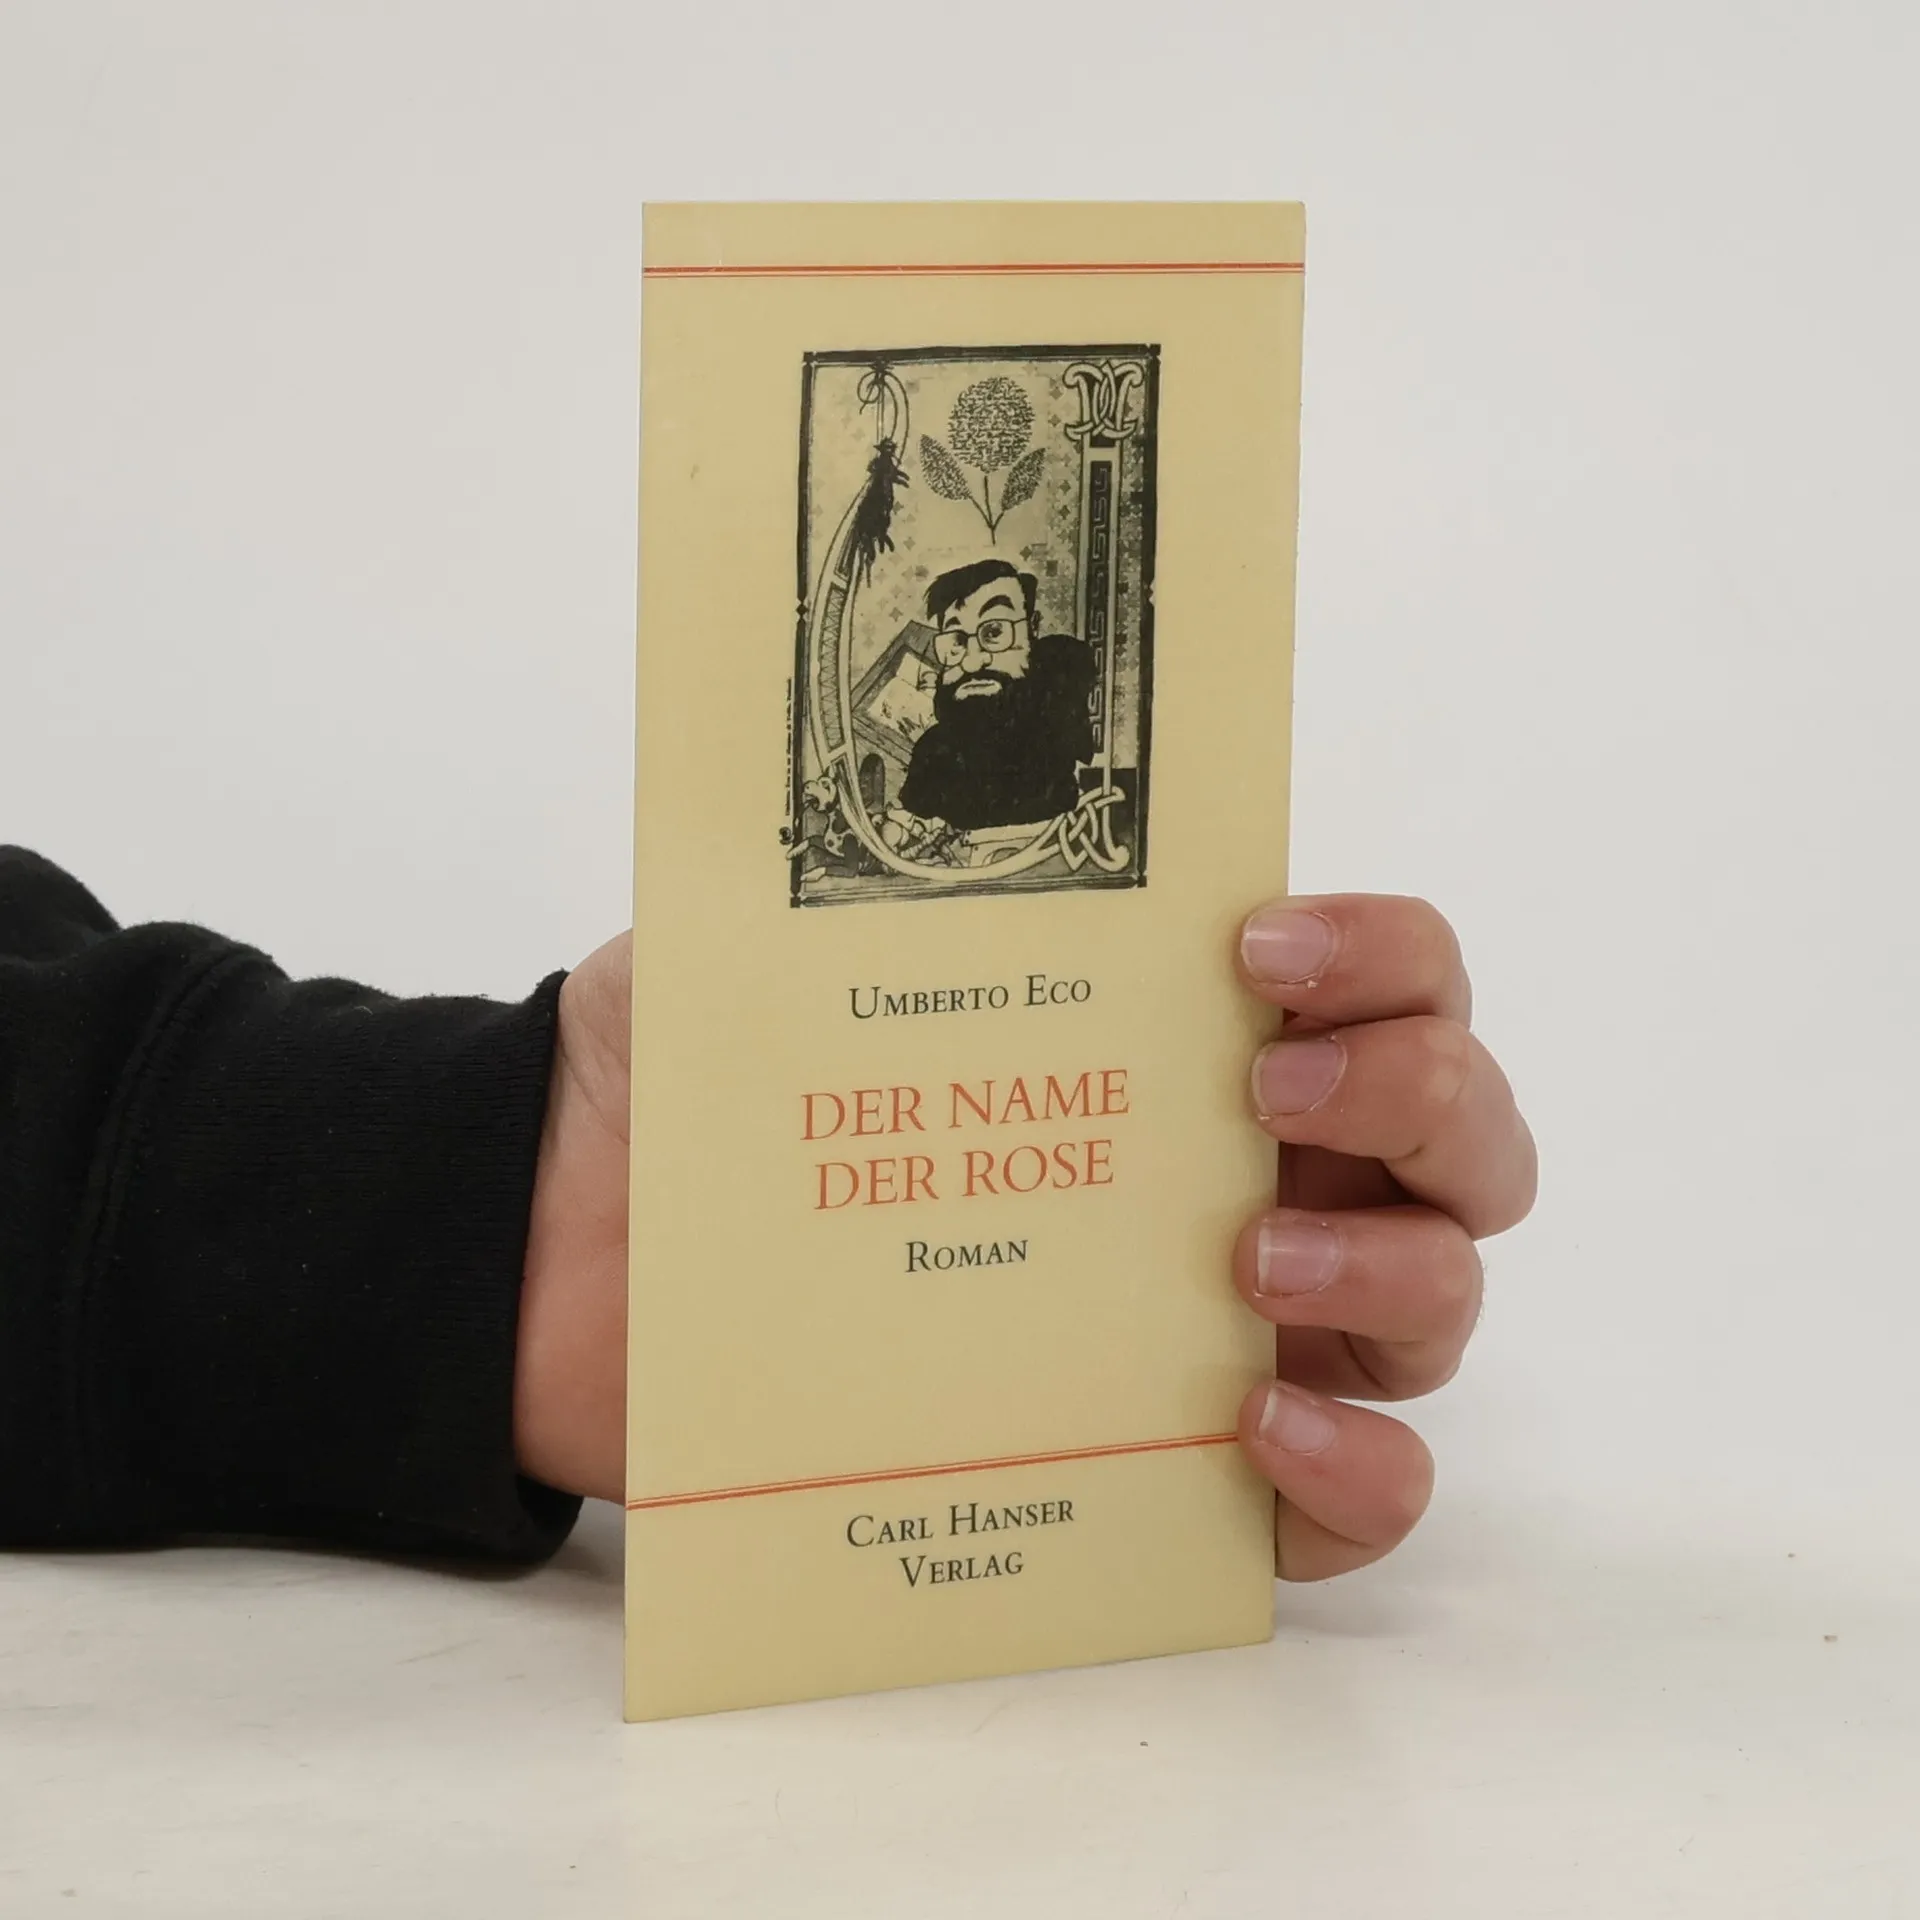 UMBERTO ECO
DER NAME
DER ROSE
ROMAN
CARL HANSER
VERLAG